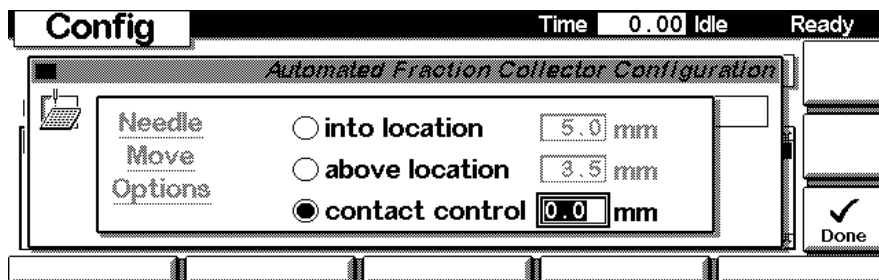 Config Time 0.00 Idle Ready
Automated Fraction Collector Configuration
Needle Move Options
into location 5.0 mm
above location 3.5 mm
contact control 0.0 mm
Done